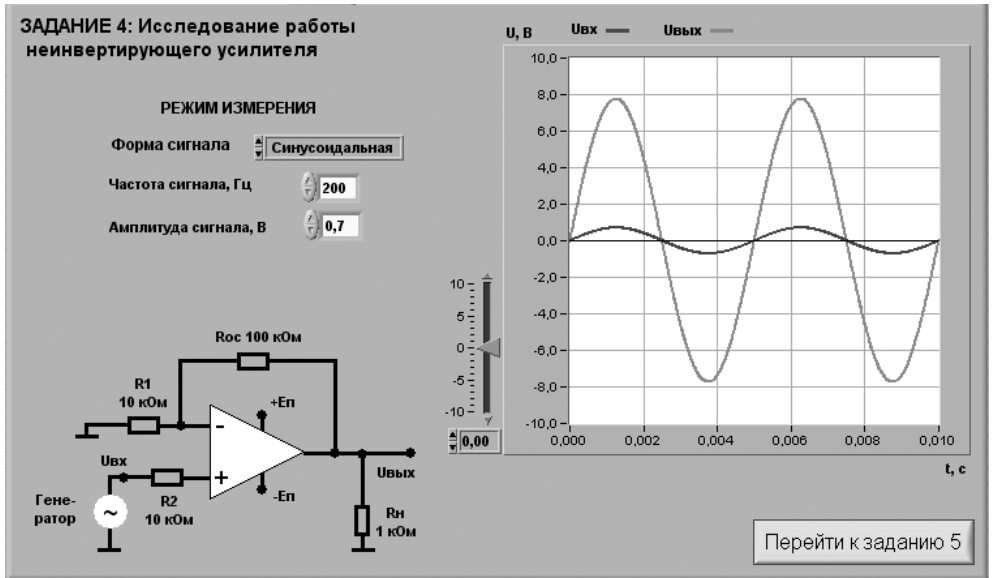 ЗАДАНИЕ 4: Исследование работы
неинвертирующего усилителя
РЕЖИМ ИЗМЕРЕНИЯ
Форма сигнала Синусоидальная
Частота сигнала, Гц 200
Амплитуда сигнала, В 0,7
U, В Uвх Uвых
10,0
8,0
6,0
4,0
2,0
0,0
-2,0
-4,0
-6,0
-8,0
-10,0
0,000 0,002 0,004 0,006 0,008 0,010
t, с
10
5
0
-5
-10
0,00
Rос 100 кОм
R1
10 кОм
+Еп
-
+
-Еп
Uвх
Uвых
R2
10 кОм
Гене-
ратор
~
Rн
1 кОм
Перейти к заданию 5